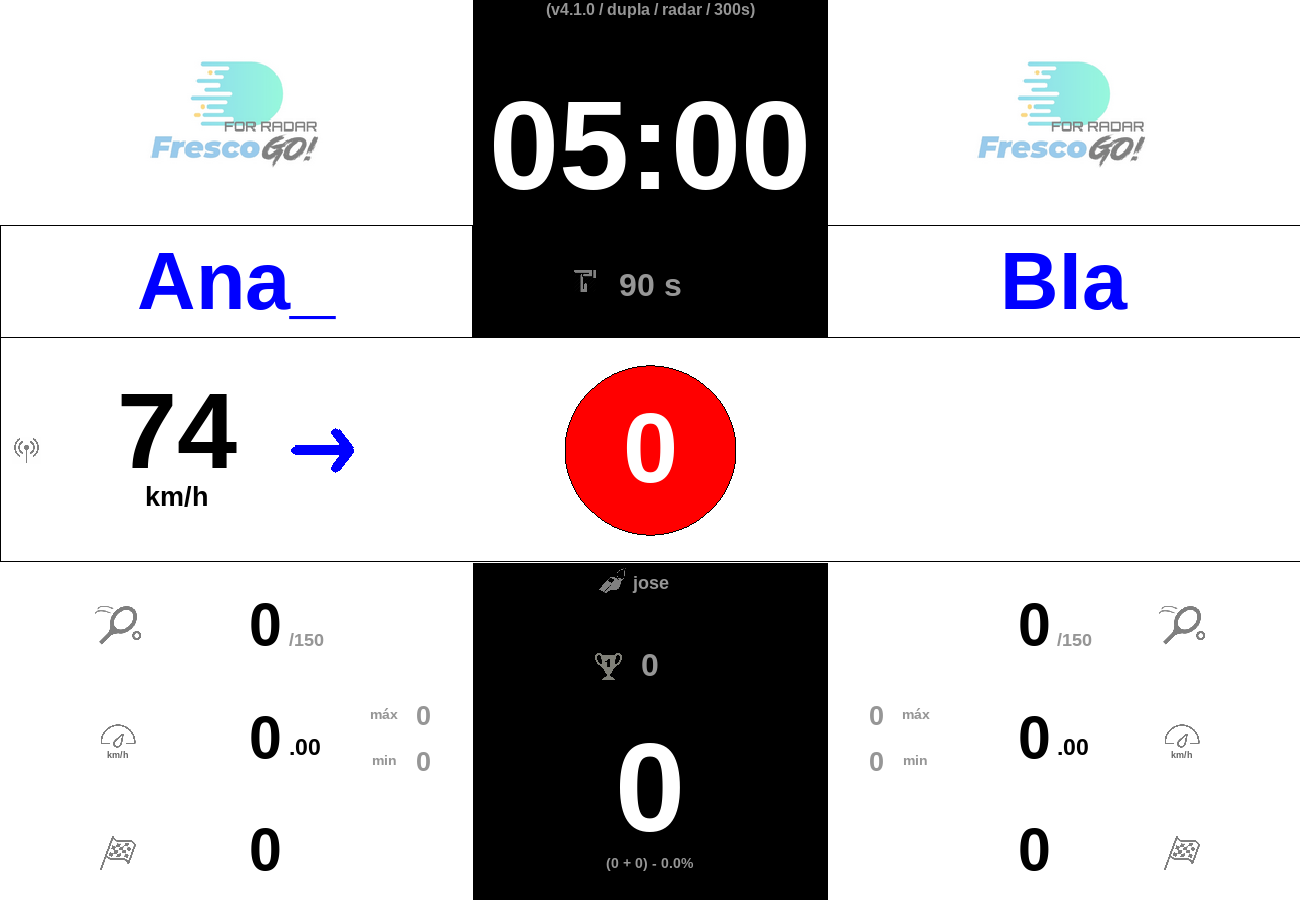 (v4.1.0 / dupla / radar / 300s)
FOR RADAR
FrescoGO!
05:00
FOR RADAR
FrescoGO!
Ana_
90 s
Bla
74
km/h
0
jose
0 /150
0 /150
1 0
km/h
0 .00
máx 0
min 0
0 máx
min 0
0 .00
km/h
0
0
0
(0 + 0) - 0.0%